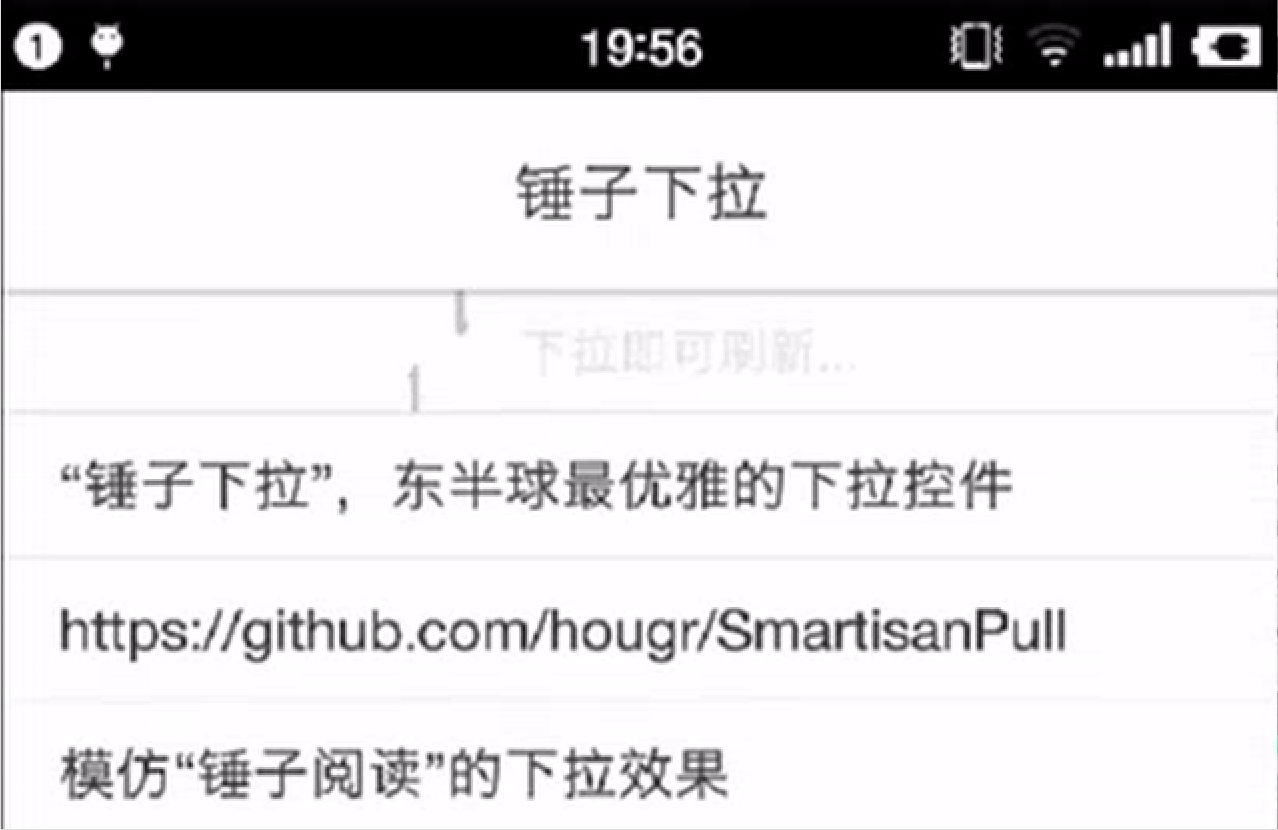 1
19:56
锤子下拉
下拉即可刷新...
“锤子下拉”，东半球最优雅的下拉控件
https://github.com/hougr/SmartisanPull
模仿“锤子阅读”的下拉效果